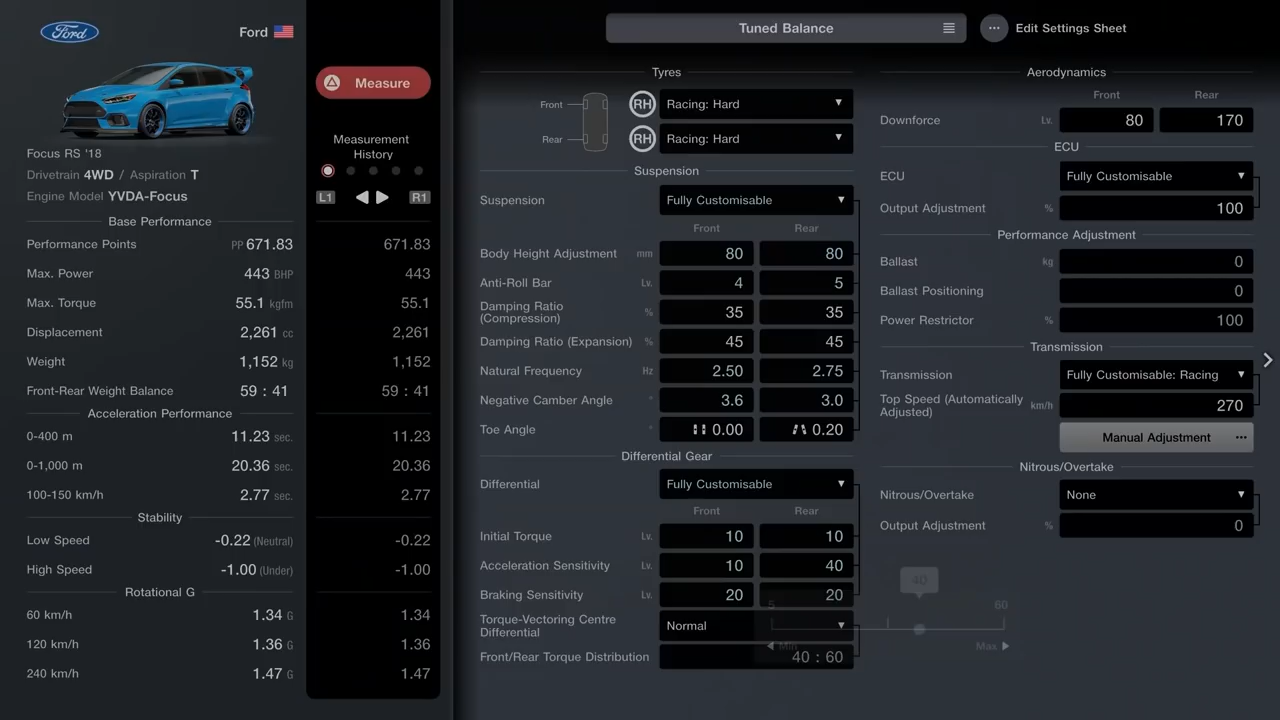 Ford
Ford
Focus RS '18
Drivetrain 4WD / Aspiration T
Engine Model YVDA-Focus
Base Performance
Performance Points PP 671.83
Max. Power 443 BHP
Max. Torque 55.1 kgfm
Displacement 2,261 cc
Weight 1,152 kg
Front-Rear Weight Balance 59 : 41
Acceleration Performance
0-400 m 11.23 sec.
0-1,000 m 20.36 sec.
100-150 km/h 2.77 sec.
Stability
Low Speed -0.22 (Neutral)
High Speed -1.00 (Under)
Rotational G
60 km/h 1.34 G
120 km/h 1.36 G
240 km/h 1.47 G
Measure
Measurement
History
L1 R1
671.83
443
55.1
2,261
1,152
59 : 41
11.23
20.36
2.77
-0.22
-1.00
1.34
1.36
1.47
Tuned Balance
Edit Settings Sheet
Tyres
Front RH Racing: Hard
Rear RH Racing: Hard
Suspension
Suspension Fully Customisable
Front Rear
Body Height Adjustment mm 80 80
Anti-Roll Bar Lv. 4 5
Damping Ratio
(Compression) % 35 35
Damping Ratio (Expansion) % 45 45
Natural Frequency Hz 2.50 2.75
Negative Camber Angle ° 3.6 3.0
Toe Angle ° 0.00 0.20
Differential Gear
Differential Fully Customisable
Front Rear
Initial Torque Lv. 10 10
Acceleration Sensitivity Lv. 10 40
Braking Sensitivity Lv. 20 20
Torque-Vectoring Centre
Differential Normal
Front/Rear Torque Distribution 40 : 60
40
5 60
Min Max
Aerodynamics
Front Rear
Downforce Lv. 80 170
ECU
ECU Fully Customisable
Output Adjustment % 100
Performance Adjustment
Ballast kg 0
Ballast Positioning 0
Power Restrictor % 100
Transmission
Transmission Fully Customisable: Racing
Top Speed (Automatically
Adjusted) km/h 270
Manual Adjustment
Nitrous/Overtake
Nitrous/Overtake None
Output Adjustment % 0